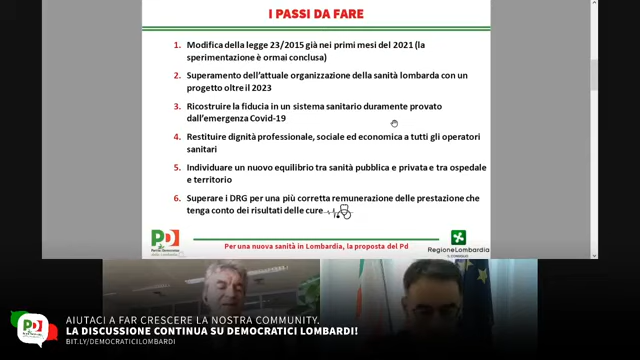 I PASSI DA FARE
1. Modifica della legge 23/2015 già nei primi mesi del 2021 (la
sperimentazione è ormai conclusa)
2. Superamento dell'attuale organizzazione della sanità lombarda con un
progetto oltre il 2023
3. Ricostruire la fiducia in un sistema sanitario duramente provato
dall'emergenza Covid-19
4. Restituire dignità professionale, sociale ed economica a tutti gli operatori
sanitari
5. Individuare un nuovo equilibrio tra sanità pubblica e privata e tra ospedale
e territorio
6. Superare i DRG per una più corretta remunerazione delle prestazione che
tenga conto dei risultati delle cure
PD
Per una nuova sanità in Lombardia, la proposta del Pd
RegioneLombardia
IL CONSIGLIO
PD
AIUTACI A FAR CRESCERE LA NOSTRA COMMUNITY.
LA DISCUSSIONE CONTINUA SU DEMOCRATICI LOMBARDI!
BIT.LY/DEMOCRATICILOMBARDI